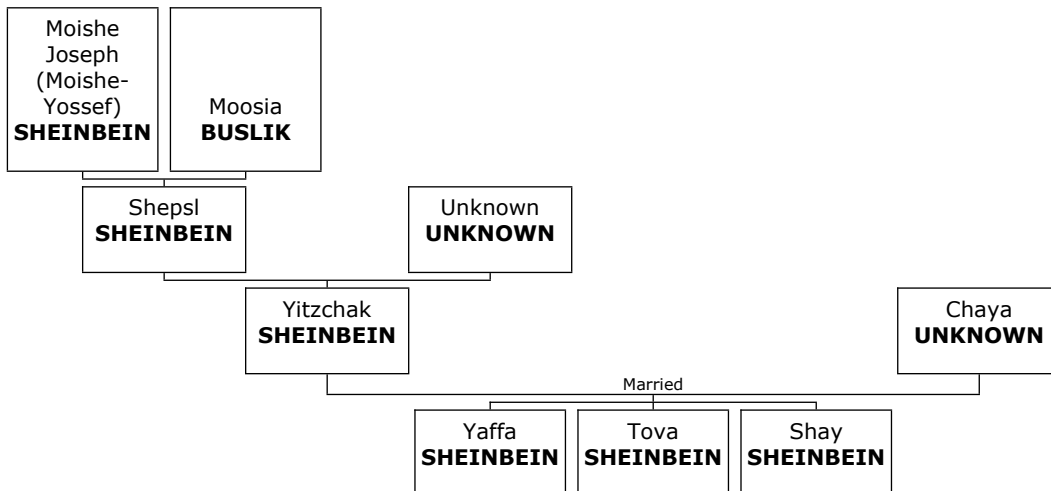 Moishe
Joseph
(Moishe-
Yossef)
SHEINBEIN
Moosia
BUSLIK
Shepsl
SHEINBEIN
Unknown
UNKNOWN
Yitzchak
SHEINBEIN
Chaya
UNKNOWN
Married
Yaffa
SHEINBEIN
Tova
SHEINBEIN
Shay
SHEINBEIN